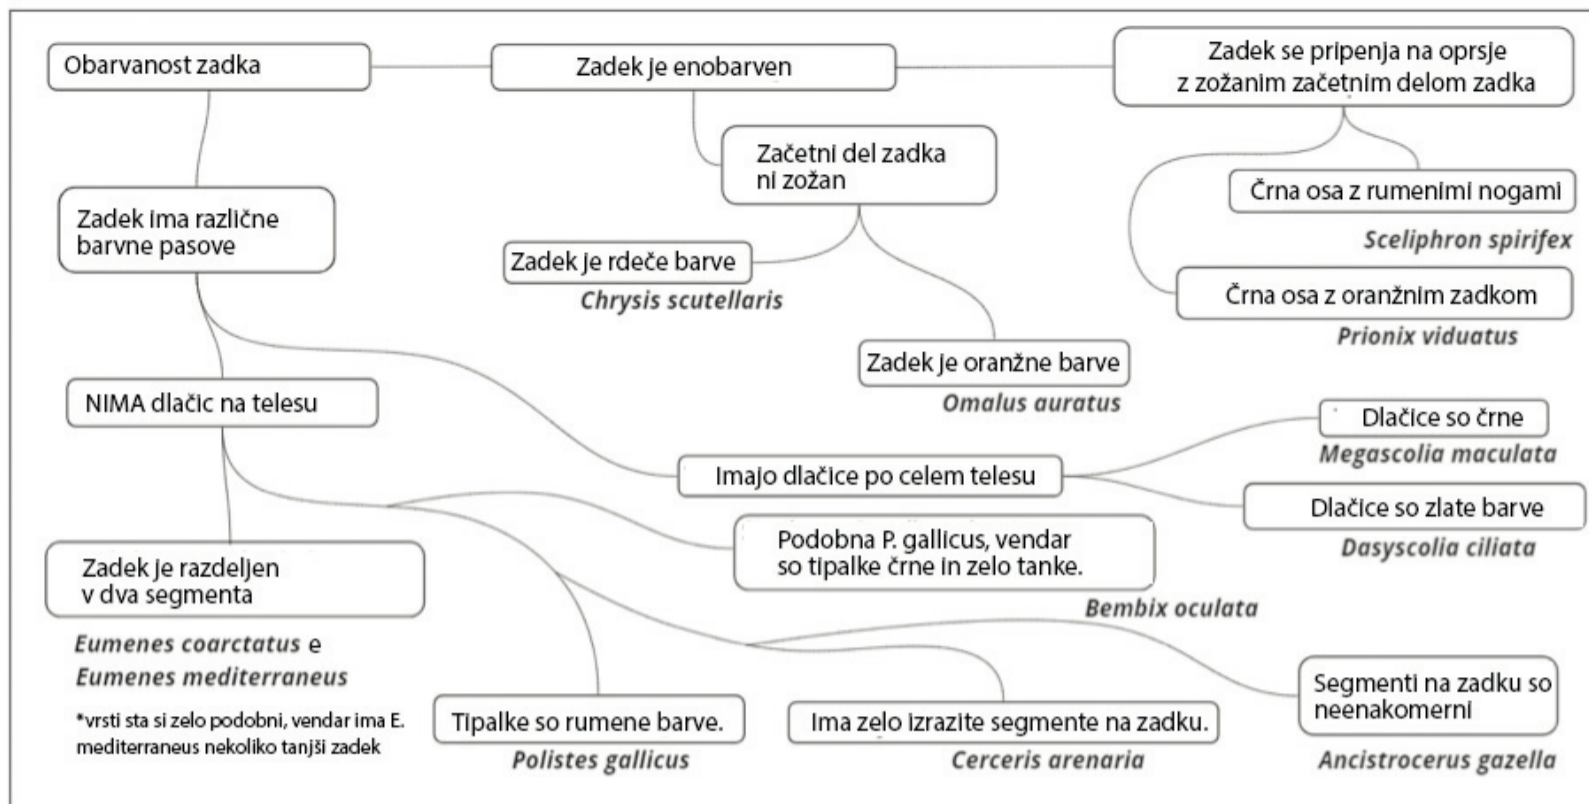 Obarvanost zadka
Zadek je enobarven
Zadek se pripenja na oprsje
z zožanim začetnim delom zadka
Začetni del zadka
ni zožan
Črna osa z rumenimi nogami
Sceliphron spirifex
Zadek ima različne
barvne pasove
Zadek je rdeče barve
Chrysis scutellaris
Črna osa z oranžnim zadkom
Prionix viduatus
Zadek je oranžne barve
Omalus auratus
NIMA dlačic na telesu
Dlačice so črne
Megascolia maculata
Imajo dlačice po celem telesu
Dlačice so zlate barve
Dasyscolia ciliata
Podobna P. gallicus, vendar
so tipalke črne in zelo tanke.
Bembix oculata
Zadek je razdeljen
v dva segmenta
Eumenes coarctatus e
Eumenes mediterraneus
*vrsti sta si zelo podobni, vendar ima E.
mediterraneus nekoliko tanjši zadek
Tipalke so rumene barve.
Polistes gallicus
Ima zelo izrazite segmente na zadku.
Cerceris arenaria
Segmenti na zadku so
neenakomerni
Ancistrocerus gazella